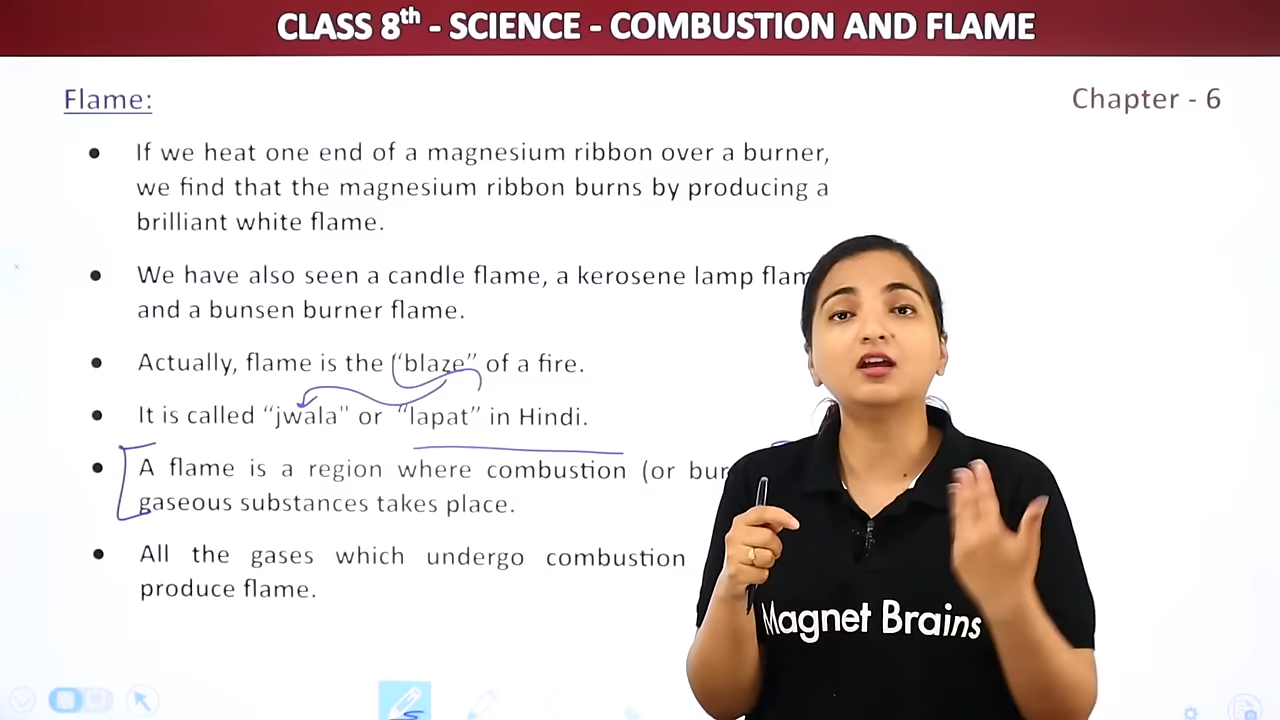 CLASS 8th - SCIENCE - COMBUSTION AND FLAME
Flame:
Chapter - 6
• If we heat one end of a magnesium ribbon over a burner,
we find that the magnesium ribbon burns by producing a
brilliant white flame.
• We have also seen a candle flame, a kerosene lamp
and a bunsen burner flame.
• Actually, flame is the “blaze” of a fire.
• It is called “jwala" or “lapat” in Hindi.
• A flame is a region where combustion (or
gaseous substances takes place.
• All the gases which undergo combustion
produce flame.
Magnet Brains